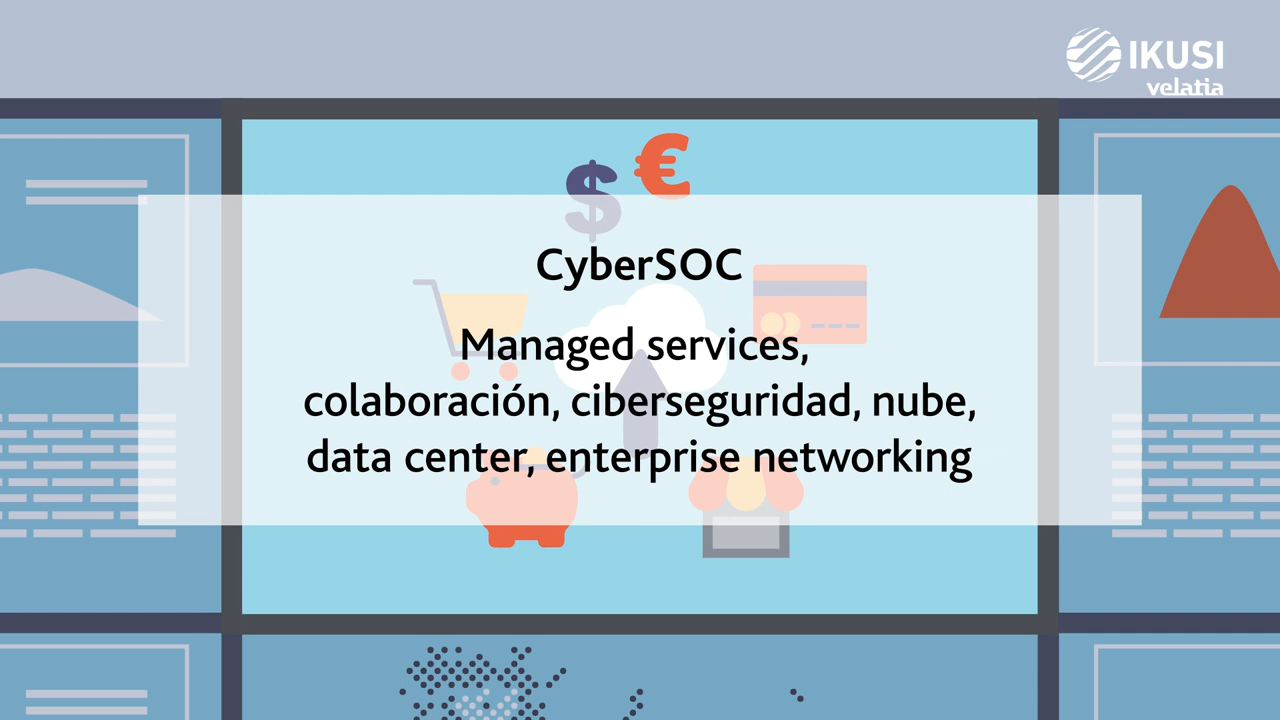 IKUSI
velatia
$ €
CyberSOC
Managed services,
colaboración, ciberseguridad, nube,
data center, enterprise networking